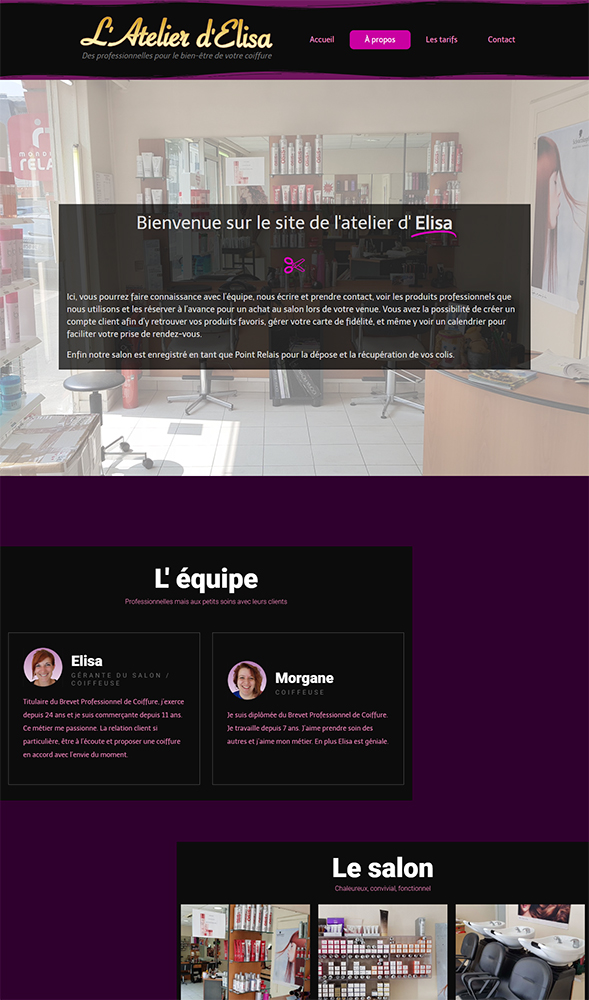 L'Atelier d'Elisa
Des professionnelles pour le bien-être de votre coiffure
Accueil
À propos
Les tarifs
Contact
Bienvenue sur le site de l'atelier d' Elisa
Ici, vous pourrez faire connaissance avec l'équipe, nous écrire et prendre contact, voir les produits professionnels que
nous utilisons et les réserver à l'avance pour un achat au salon lors de votre venue. Vous avez la possibilité de créer un
compte client afin d'y retrouver vos produits favoris, gérer votre carte de fidélité, et même y voir un calendrier pour
faciliter votre prise de rendez-vous.
Enfin notre salon est enregistré en tant que Point Relais pour la dépose et la récupération de vos colis.
L' équipe
Professionnelles mais aux petits soins avec leurs clients
Elisa
GÉRANTE DU SALON /
COIFFEUSE
Titulaire du Brevet Professionnel de Coiffure, j'exerce
depuis 24 ans et je suis commerçante depuis 11 ans.
Ce métier me passionne. La relation client si
particulière, être à l'écoute et proposer une coiffure
en accord avec l'envie du moment.
Morgane
COIFFEUSE
Je suis diplômée du Brevet Professionnel de Coiffure.
Je travaille depuis 7 ans. J'aime prendre soin des
autres et j'aime mon métier. En plus Elisa est géniale.
Le salon
Chaleureux, convivial, fonctionnel